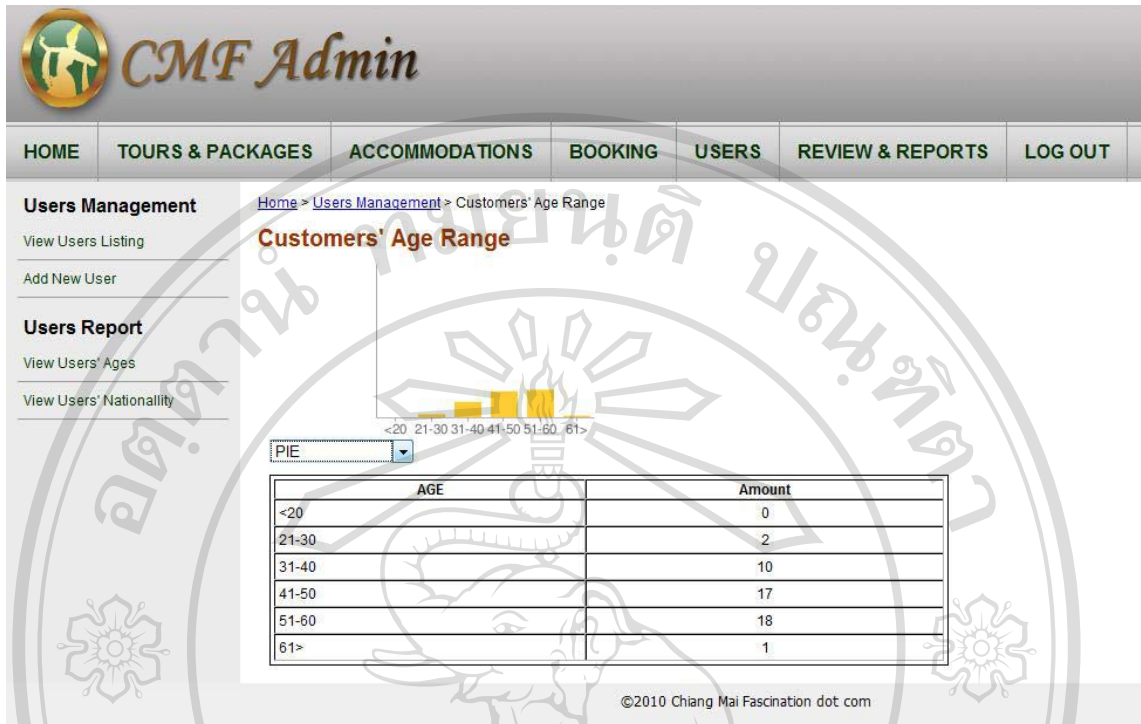 CMF Admin
HOME TOURS & PACKAGES ACCOMMODATIONS BOOKING USERS REVIEW & REPORTS LOG OUT
Users Management
View Users Listing
Add New User
Users Report
View Users' Ages
View Users' Nationallity
Home > Users Management > Customers' Age Range
Customers' Age Range
<20 21-30 31-40 41-50 51-60 61>
PIE
AGE Amount
<20 0
21-30 2
31-40 10
41-50 17
51-60 18
61> 1
©2010 Chiang Mai Fascination dot com